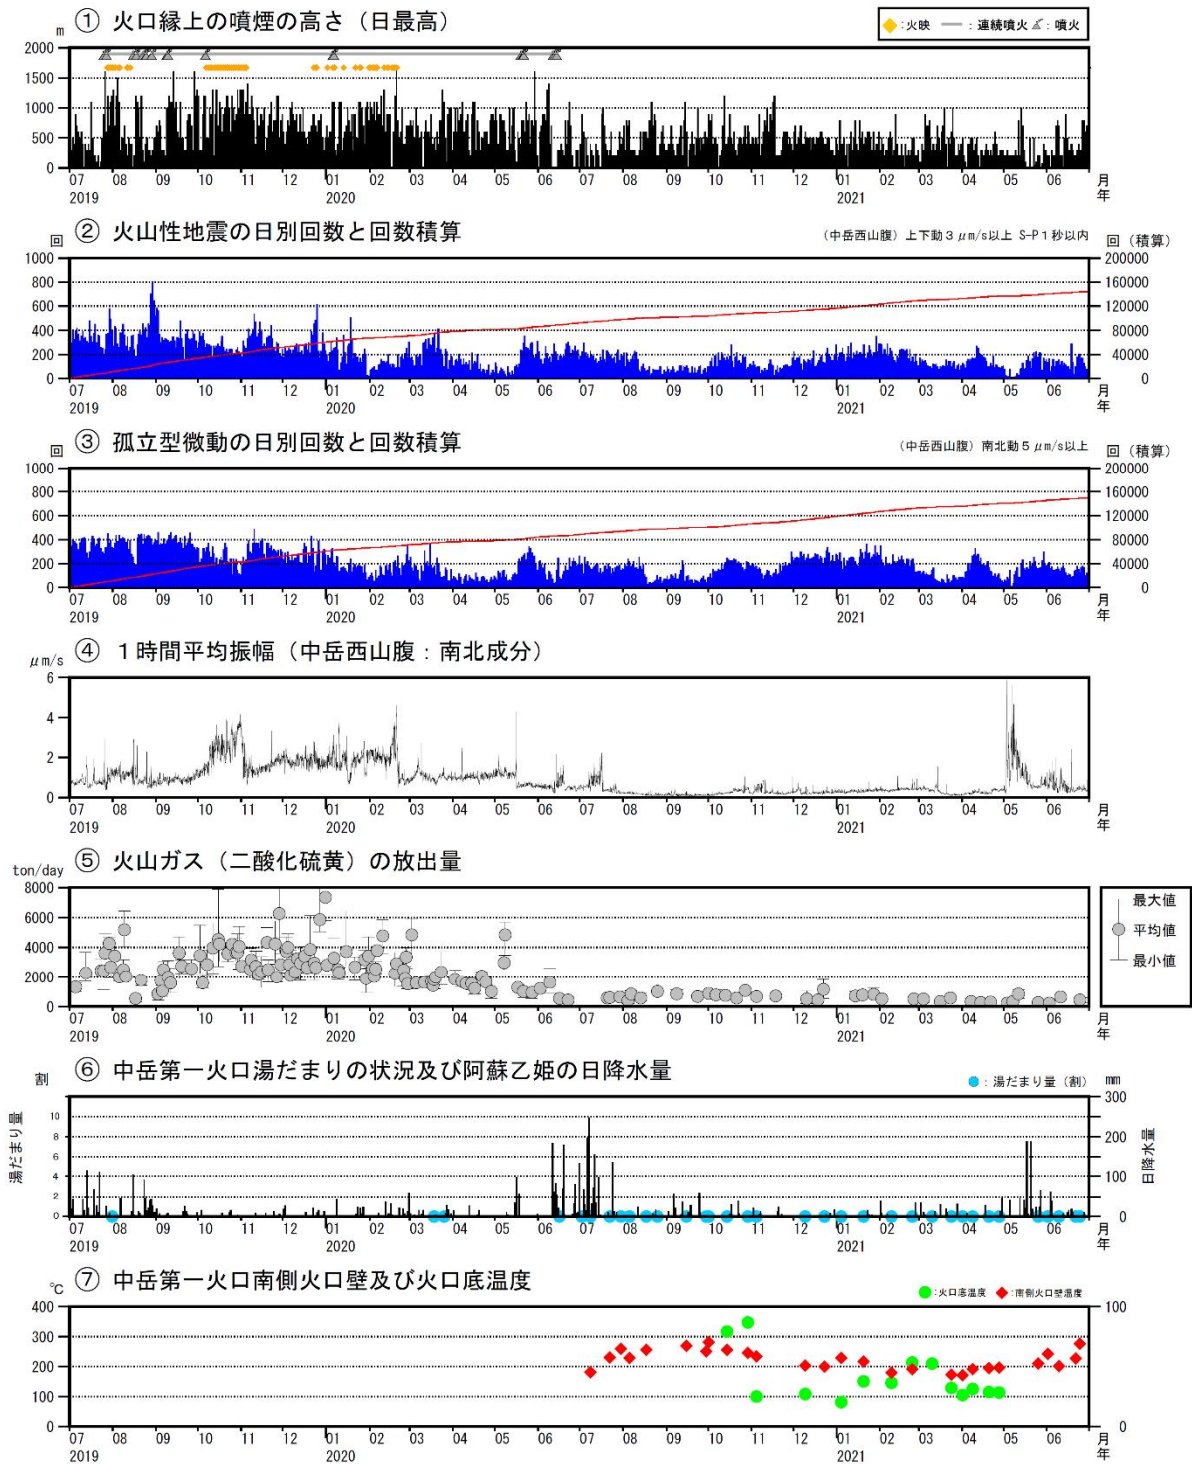 ① 火口縁上の噴煙の高さ（日最高）
◆:火映 ── : 連続噴火 : 噴火
m
2000
1500
1000
500
0
07 08 09 10 11 12 01 02 03 04 05 06 07 08 09 10 11 12 01 02 03 04 05 06 月
2019 2020 2021 年
② 火山性地震の日別回数と回数積算
（中岳西山腹）上下動３μm/s以上 S-P１秒以内
回 回（積算）
1000 200000
800 160000
600 120000
400 80000
200 40000
0 0
07 08 09 10 11 12 01 02 03 04 05 06 07 08 09 10 11 12 01 02 03 04 05 06 月
2019 2020 2021 年
③ 孤立型微動の日別回数と回数積算
（中岳西山腹）南北動５μm/s以上
回 回（積算）
1000 200000
800 160000
600 120000
400 80000
200 40000
0 0
07 08 09 10 11 12 01 02 03 04 05 06 07 08 09 10 11 12 01 02 03 04 05 06 月
2019 2020 2021 年
④ １時間平均振幅（中岳西山腹：南北成分）
μm/s
6
4
2
0
07 08 09 10 11 12 01 02 03 04 05 06 07 08 09 10 11 12 01 02 03 04 05 06 月
2019 2020 2021 年
⑤ 火山ガス（二酸化硫黄）の放出量
ton/day
8000
6000
4000
2000
0
最大値
平均値
最小値
07 08 09 10 11 12 01 02 03 04 05 06 07 08 09 10 11 12 01 02 03 04 05 06 月
2019 2020 2021 年
⑥ 中岳第一火口湯だまりの状況及び阿蘇乙姫の日降水量
●：湯だまり量（割）
割 mm
湯だまり量
日降水量
10 300
8 200
6
4 100
2
0 0
07 08 09 10 11 12 01 02 03 04 05 06 07 08 09 10 11 12 01 02 03 04 05 06 月
2019 2020 2021 年
⑦ 中岳第一火口南側火口壁及び火口底温度
●:火口底温度 ◆:南側火口壁温度
℃
400 100
300
200
100
0 0
07 08 09 10 11 12 01 02 03 04 05 06 07 08 09 10 11 12 01 02 03 04 05 06 月
2019 2020 2021 年